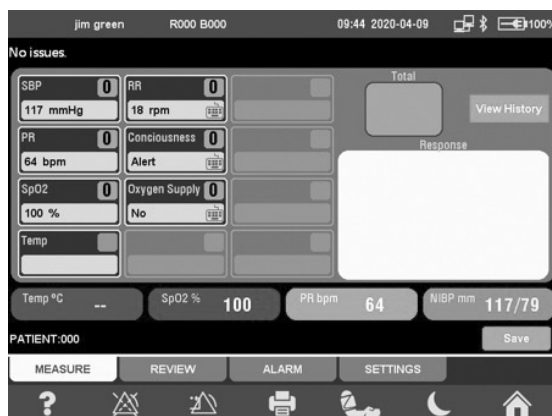 jim green R000 B000 09:44 2020-04-09 100%
No issues.
SBP 0 RR 0 Total
117 mmHg 18 rpm View History
PR 0 Conciousness 0 Response
64 bpm Alert
SpO2 0 Oxygen Supply 0
100 % No
Temp
Temp ºC -- SpO2 % 100 PR bpm 64 NIBP mm 117/79
PATIENT:000 Save
MEASURE REVIEW ALARM SETTINGS
?